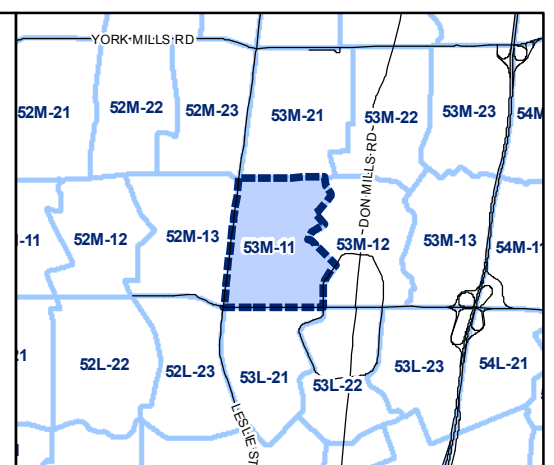 YORK MILLS RD
52M-21
52M-22
52M-23
53M-21
53M-22
53M-23
54M
DON MILLS RD
-11
52M-12
52M-13
53M-11
53M-12
53M-13
54M-1
21
52L-22
52L-23
53L-21
53L-22
53L-23
54L-21
LESLIE ST